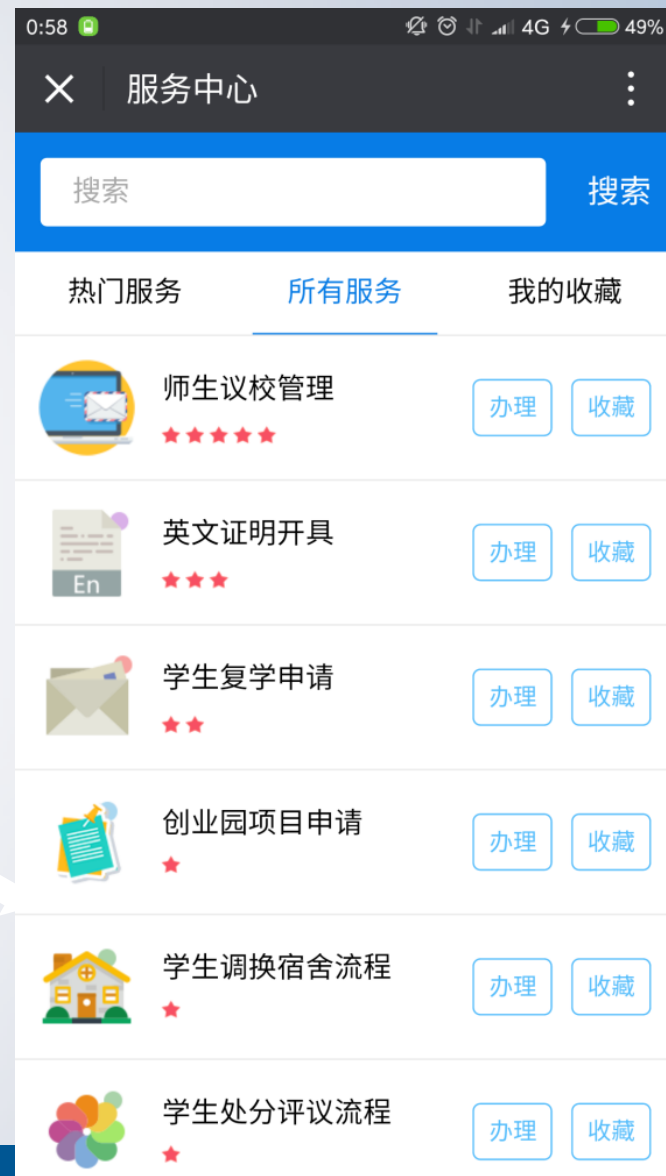 0:58 4G 49%
服务中心
搜索 搜索
热门服务 所有服务 我的收藏
师生议校管理
办理 收藏
英文证明开具
En
办理 收藏
学生复学申请
办理 收藏
创业园项目申请
办理 收藏
学生调换宿舍流程
办理 收藏
学生处分评议流程
办理 收藏